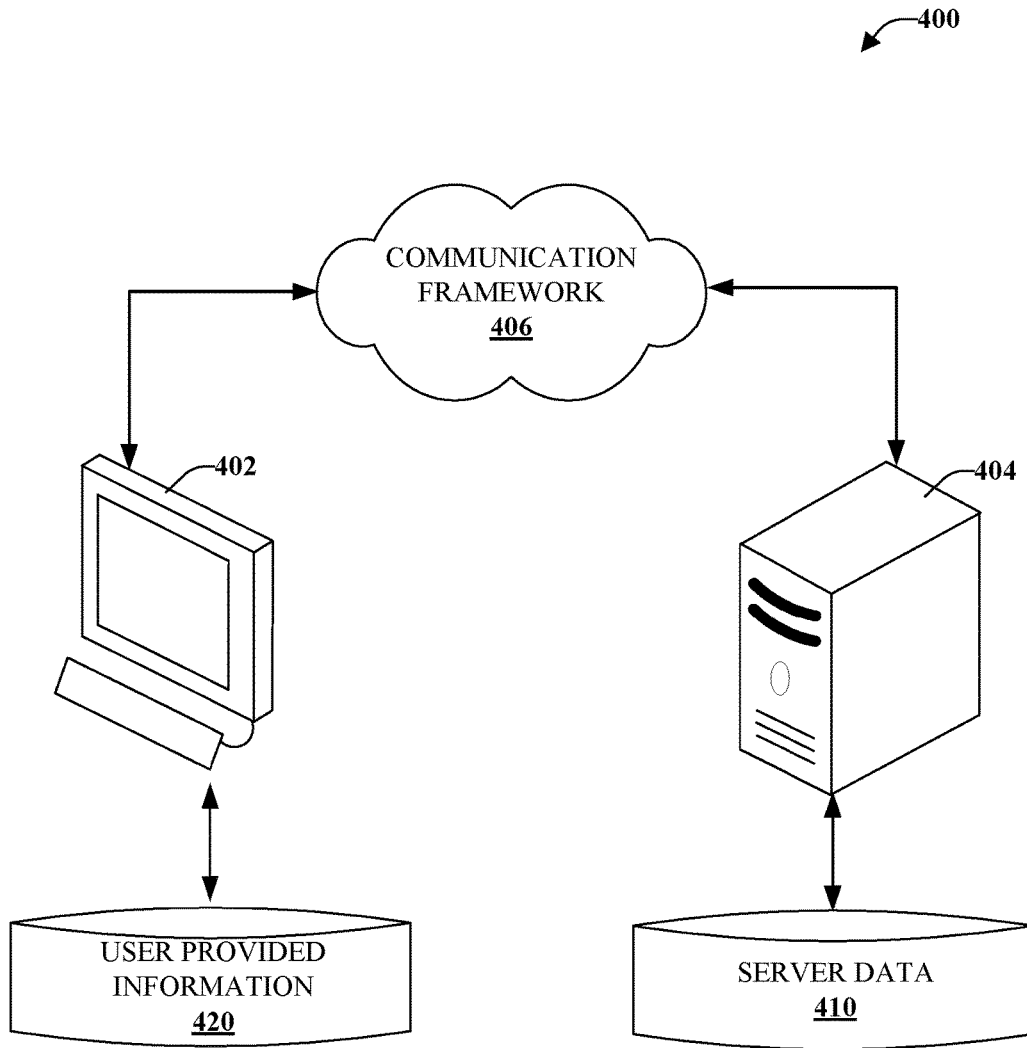 400
COMMUNICATION
FRAMEWORK
406
402
404
USER PROVIDED
INFORMATION
420
SERVER DATA
410